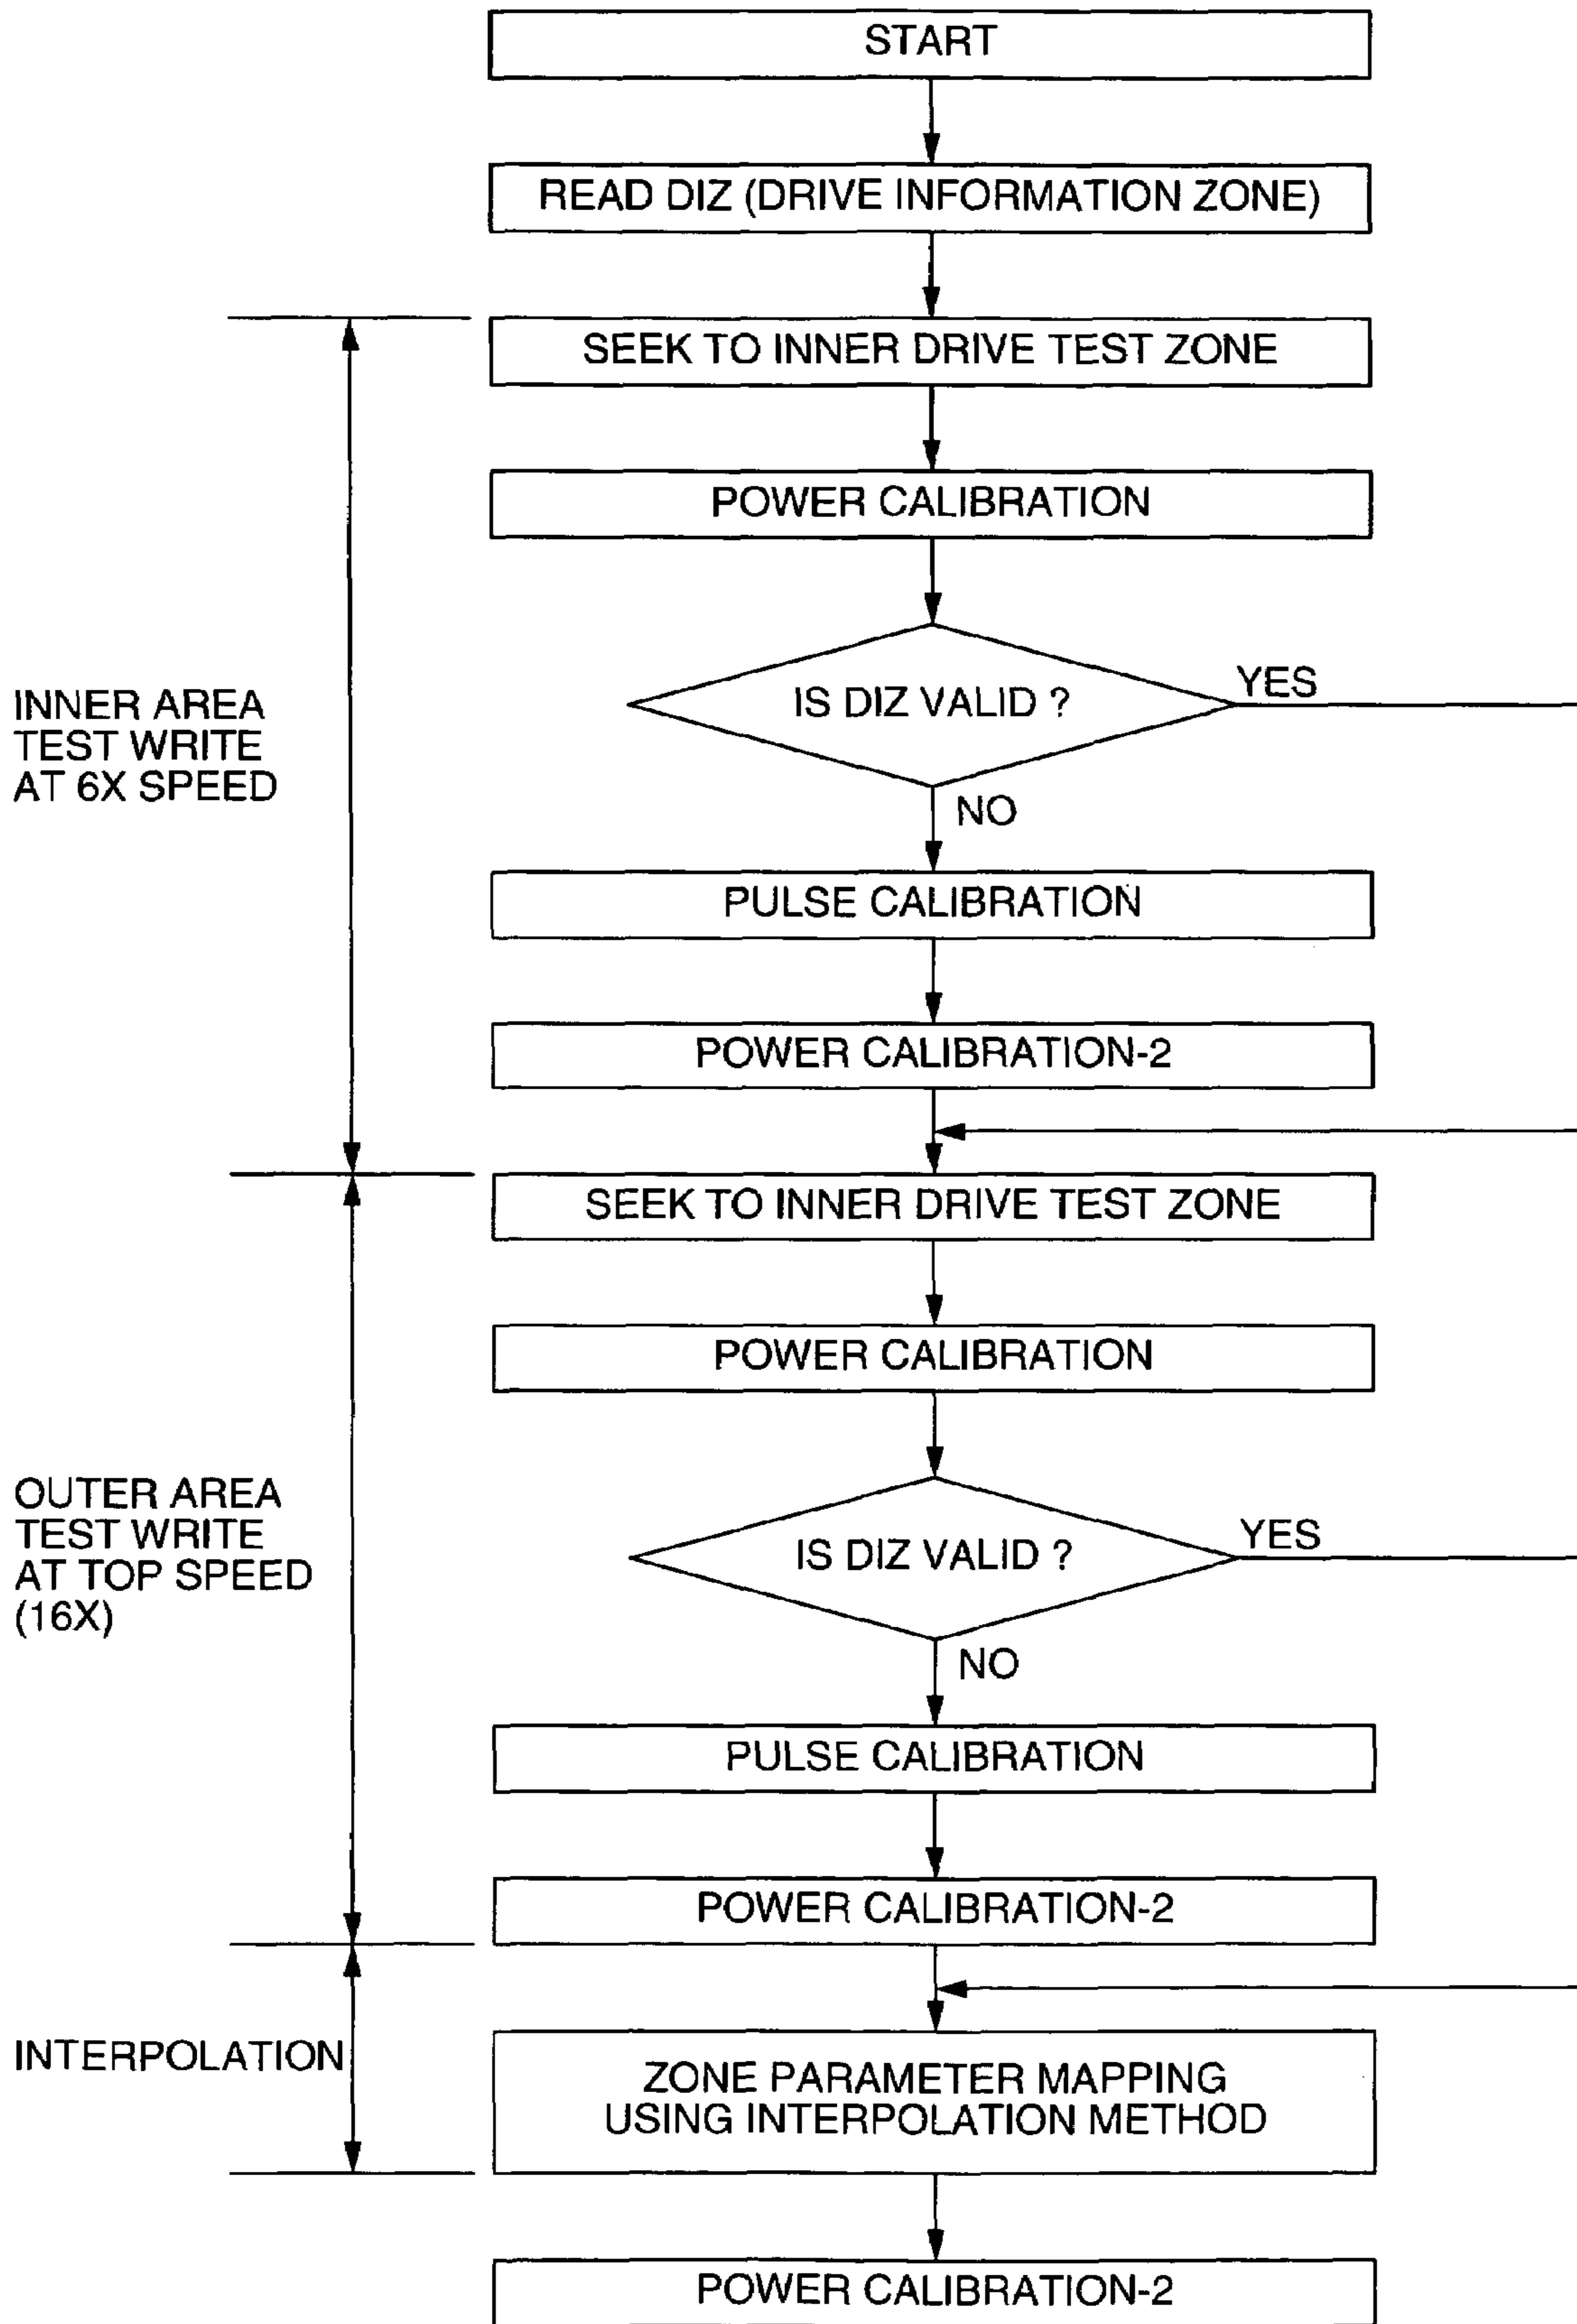 START
READ DIZ (DRIVE INFORMATION ZONE)
SEEK TO INNER DRIVE TEST ZONE
POWER CALIBRATION
IS DIZ VALID ?
YES
INNER AREA
TEST WRITE
AT 6X SPEED
NO
PULSE CALIBRATION
POWER CALIBRATION-2
SEEK TO INNER DRIVE TEST ZONE
POWER CALIBRATION
OUTER AREA
TEST WRITE
AT TOP SPEED
(16X)
IS DIZ VALID ?
YES
NO
PULSE CALIBRATION
POWER CALIBRATION-2
INTERPOLATION
ZONE PARAMETER MAPPING
USING INTERPOLATION METHOD
POWER CALIBRATION-2